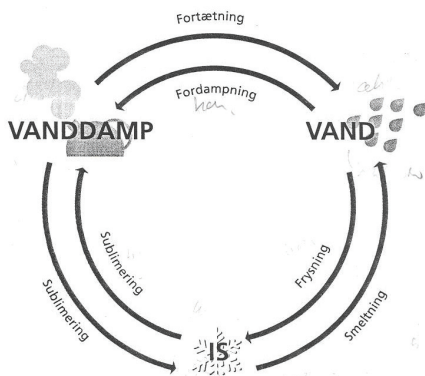 Fortætning
Fordampning
VANDDAMP
VAND
Sublimering
Sublimering
Frysning
Smeltning
IS